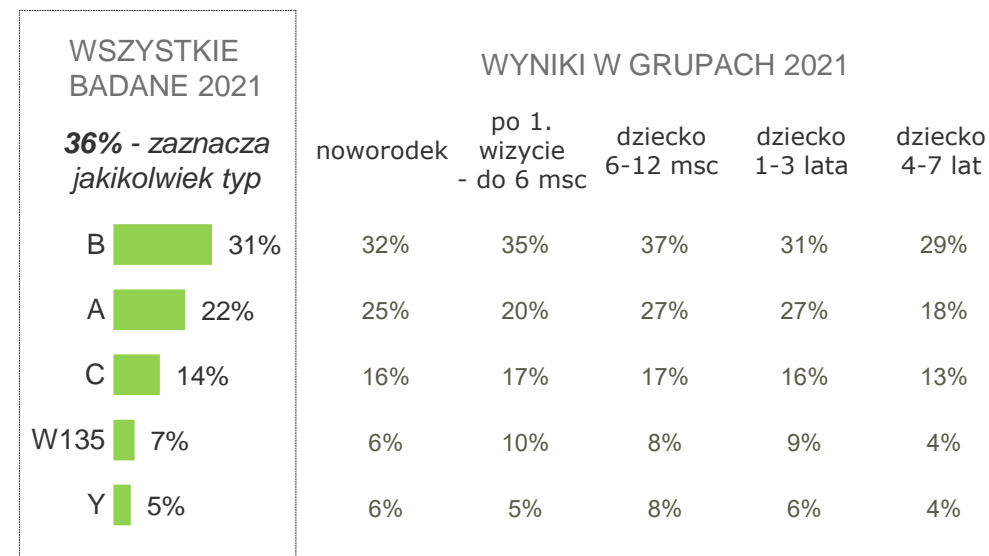 WSZYSTKIE
BADANE 2021
36% - zaznacza
jakikolwiek typ
WYNIKI W GRUPACH 2021
noworodek
po 1.
wizycie
- do 6 msc
dziecko
6-12 msc
dziecko
1-3 lata
dziecko
4-7 lat
B 31% 32% 35% 37% 31% 29%
A 22% 25% 20% 27% 27% 18%
C 14% 16% 17% 17% 16% 13%
W135 7% 6% 10% 8% 9% 4%
Y 5% 6% 5% 8% 6% 4%